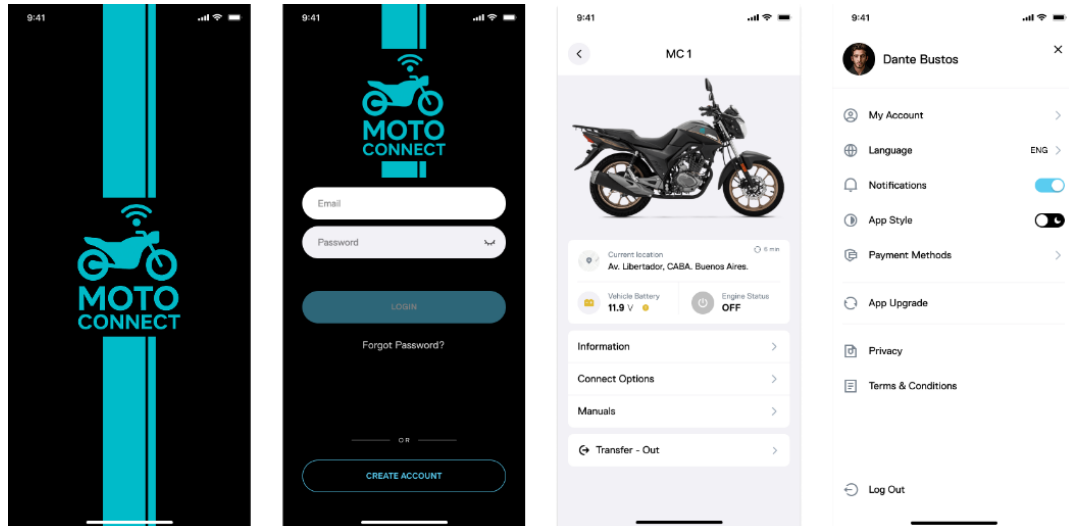 9:41
MOTO
CONNECT
9:41
MOTO
CONNECT
Email
Password
LOGIN
Forgot Password?
OR
CREATE ACCOUNT
9:41
MC 1
Current location
6 min.
Av. Libertador, CABA. Buenos Aires.
Vehicle Battery
11.9 V
Engine Status
OFF
Information
Connect Options
Manuals
Transfer - Out
9:41
Dante Bustos
My Account
Language ENG
Notifications
App Style
Payment Methods
App Upgrade
Privacy
Terms & Conditions
Log Out